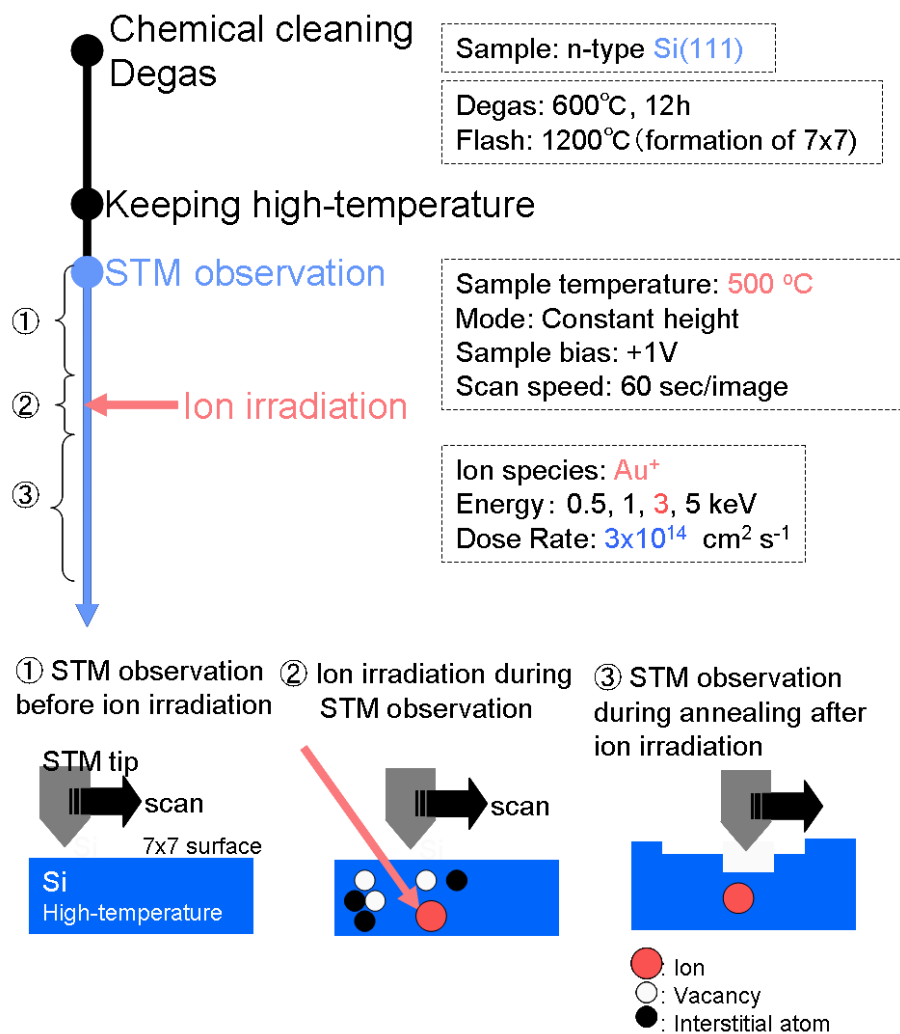 Chemical cleaning
Degas
Sample: n-type Si(111)
Degas: 600℃, 12h
Flash: 1200℃(formation of 7x7)
Keeping high-temperature
STM observation
Sample temperature: 500 ºC
Mode: Constant height
Sample bias: +1V
Scan speed: 60 sec/image
①
②
Ion irradiation
③
Ion species: Au⁺
Energy: 0.5, 1, 3, 5 keV
Dose Rate: 3x10¹⁴ cm² s⁻¹
① STM observation
before ion irradiation
② Ion irradiation during
STM observation
③ STM observation
during annealing after
ion irradiation
STM tip
scan
Si
7x7 surface
Si
High-temperature
scan
Si
: Ion
: Vacancy
: Interstitial atom